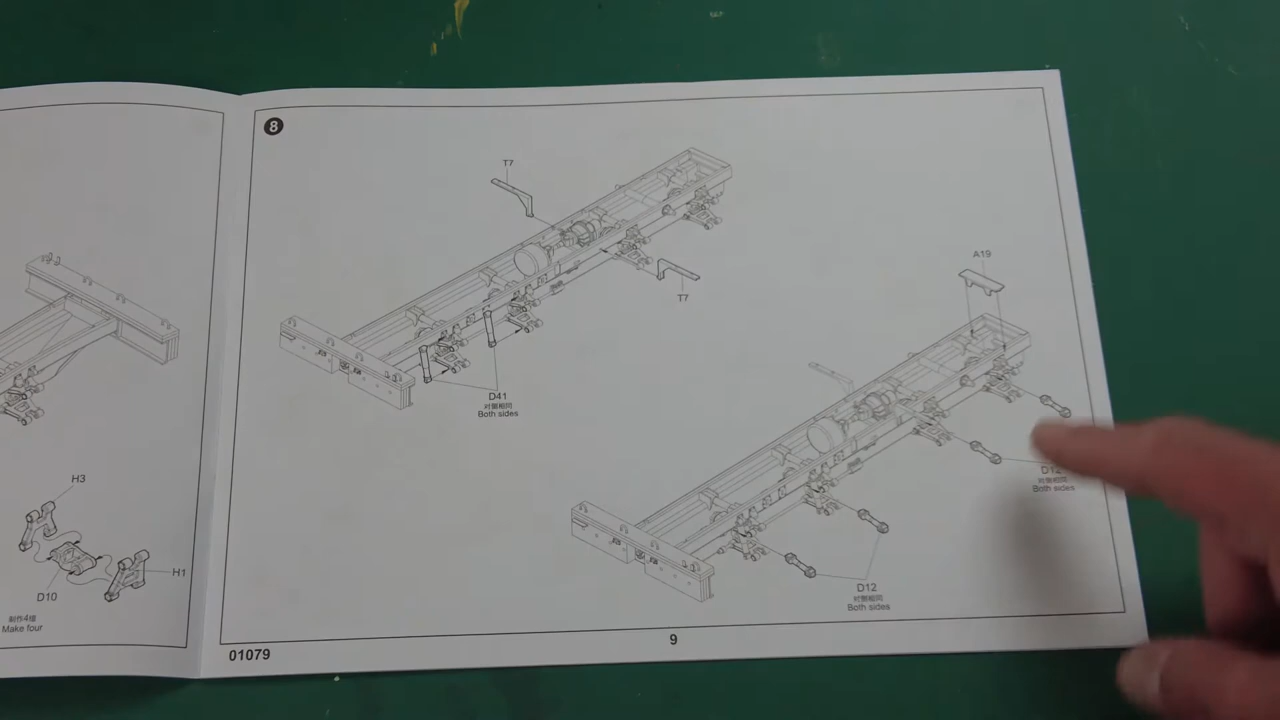 H3
D10
H1
制作4组
Make four
8
T7
T7
D41
对侧相同
Both sides
A19
D12
对侧相同
Both sides
D12
对侧相同
Both sides
01079
9